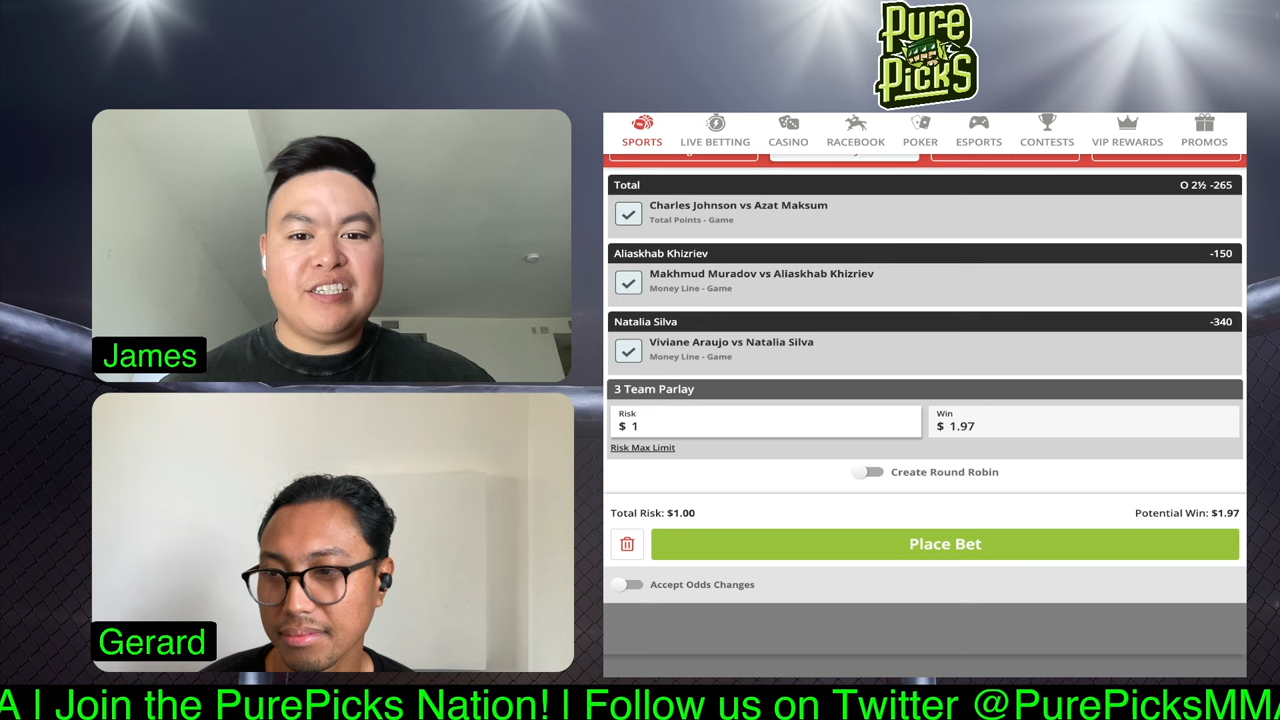 Pure
Picks
SPORTS
LIVE BETTING
CASINO
RACEBOOK
POKER
ESPORTS
CONTESTS
VIP REWARDS
PROMOS
Total
O 2½ -265
Charles Johnson vs Azat Maksum
Total Points - Game
Aliaskhab Khizriev
-150
Makhmud Muradov vs Aliaskhab Khizriev
Money Line - Game
Natalia Silva
-340
Viviane Araujo vs Natalia Silva
Money Line - Game
3 Team Parlay
Risk
$ 1
Win
$ 1.97
Risk Max Limit
Create Round Robin
Total Risk: $1.00
Potential Win: $1.97
Place Bet
Accept Odds Changes
James
Gerard
A | Join the PurePicks Nation! | Follow us on Twitter @PurePicksMMA